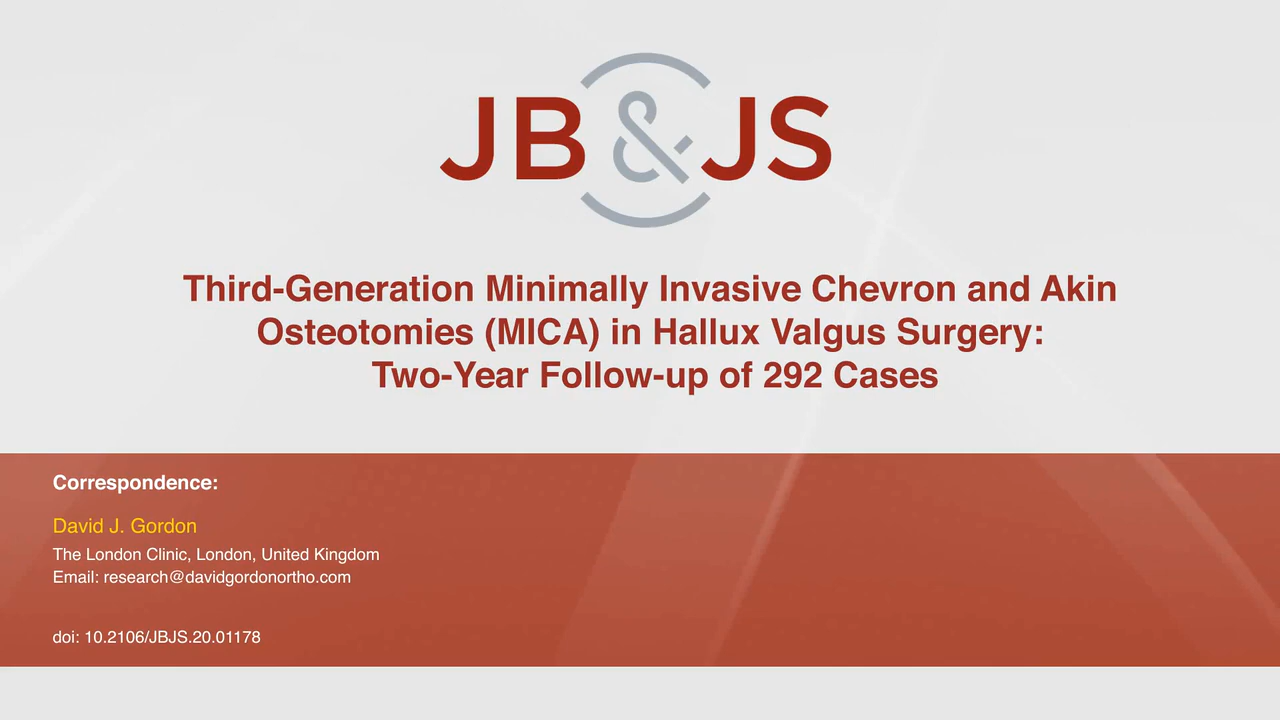 JB&JS
Third-Generation Minimally Invasive Chevron and Akin
Osteotomies (MICA) in Hallux Valgus Surgery:
Two-Year Follow-up of 292 Cases
Correspondence:
David J. Gordon
The London Clinic, London, United Kingdom
Email: research@davidgordonortho.com
doi: 10.2106/JBJS.20.01178